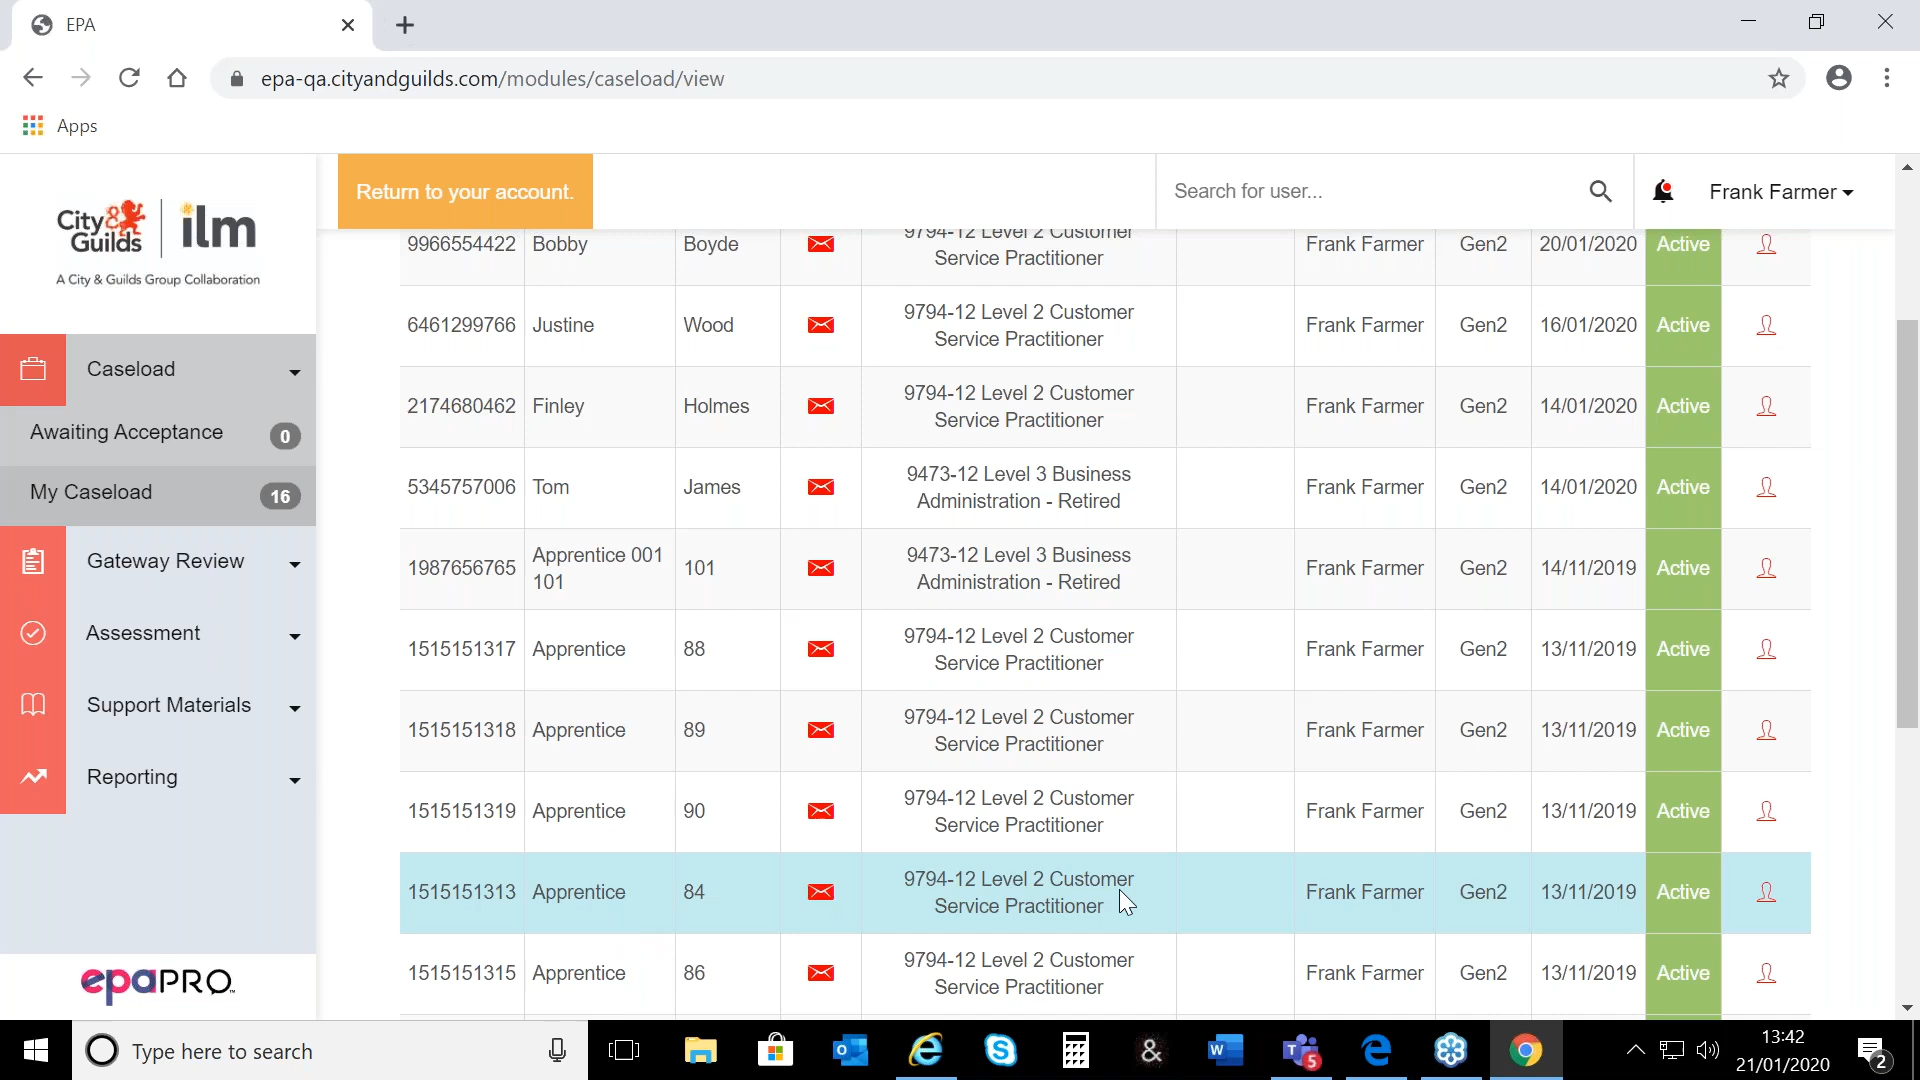 EPA
epa-qa.cityandguilds.com/modules/caseload/view
Apps
City & Guilds
ilm
A City & Guilds Group Collaboration
Return to your account.
Search for user...
Frank Farmer
Caseload
Awaiting Acceptance 0
My Caseload 16
Gateway Review
Assessment
Support Materials
Reporting
epaPRO
9966554422 Bobby Boyde 9794-12 Level 2 Customer Service Practitioner Frank Farmer Gen2 20/01/2020 Active
6461299766 Justine Wood 9794-12 Level 2 Customer Service Practitioner Frank Farmer Gen2 16/01/2020 Active
2174680462 Finley Holmes 9794-12 Level 2 Customer Service Practitioner Frank Farmer Gen2 14/01/2020 Active
5345757006 Tom James 9473-12 Level 3 Business Administration - Retired Frank Farmer Gen2 14/01/2020 Active
1987656765 Apprentice 001 101 101 9473-12 Level 3 Business Administration - Retired Frank Farmer Gen2 14/11/2019 Active
1515151317 Apprentice 88 9794-12 Level 2 Customer Service Practitioner Frank Farmer Gen2 13/11/2019 Active
1515151318 Apprentice 89 9794-12 Level 2 Customer Service Practitioner Frank Farmer Gen2 13/11/2019 Active
1515151319 Apprentice 90 9794-12 Level 2 Customer Service Practitioner Frank Farmer Gen2 13/11/2019 Active
1515151313 Apprentice 84 9794-12 Level 2 Customer Service Practitioner Frank Farmer Gen2 13/11/2019 Active
1515151315 Apprentice 86 9794-12 Level 2 Customer Service Practitioner Frank Farmer Gen2 13/11/2019 Active
Type here to search
5
13:42
21/01/2020
2